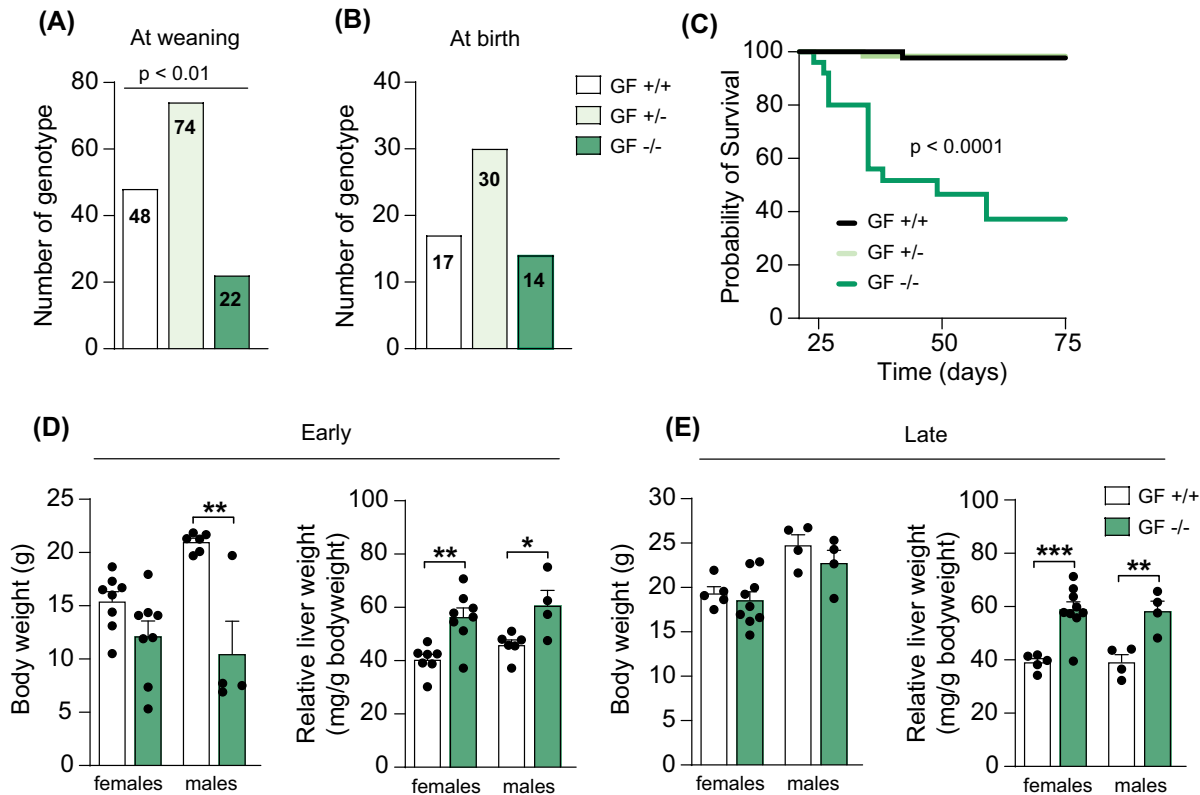 (A)
At weaning
p < 0.01
Number of genotype
80
60
40
20
0
48
74
22
(B)
At birth
Number of genotype
40
30
20
10
0
17
30
14
GF +/+
GF +/-
GF -/-
(C)
Probability of Survival
100
80
60
40
20
0
p < 0.0001
GF +/+
GF +/-
GF -/-
25
50
75
Time (days)
(D)
Early
Body weight (g)
25
20
15
10
5
0
**
females
males
Relative liver weight
(mg/g bodyweight)
100
80
60
40
20
0
**
*
females
males
(E)
Late
Body weight (g)
30
25
20
15
10
5
0
females
males
Relative liver weight
(mg/g bodyweight)
100
80
60
40
20
0
***
**
females
males
GF +/+
GF -/-